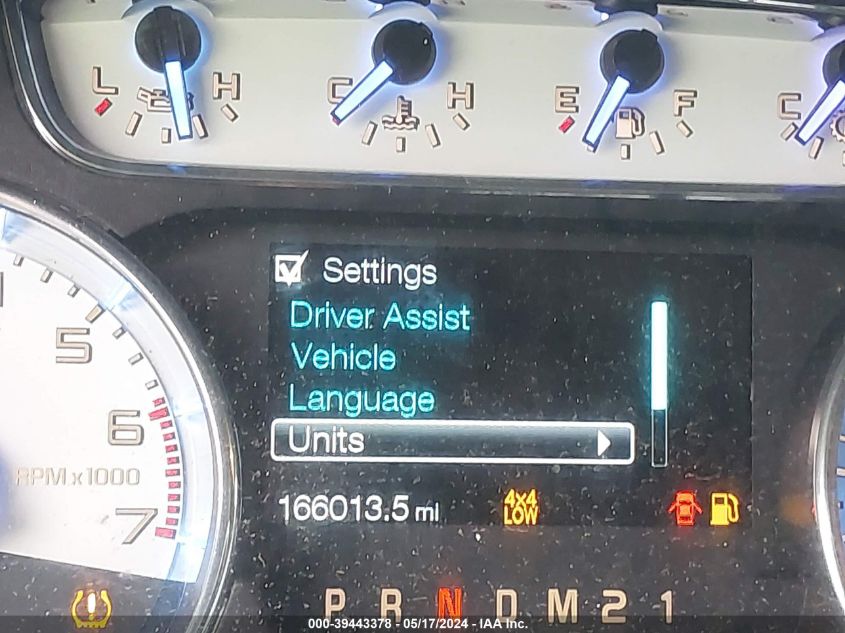 L H C H E F C
Settings
Driver Assist
Vehicle
Language
Units
5
6
RPM x1000
7
166013.5 mi
4x4
LOW
P R N D M 2 1
000-39443378 - 05/17/2024 - IAA Inc.